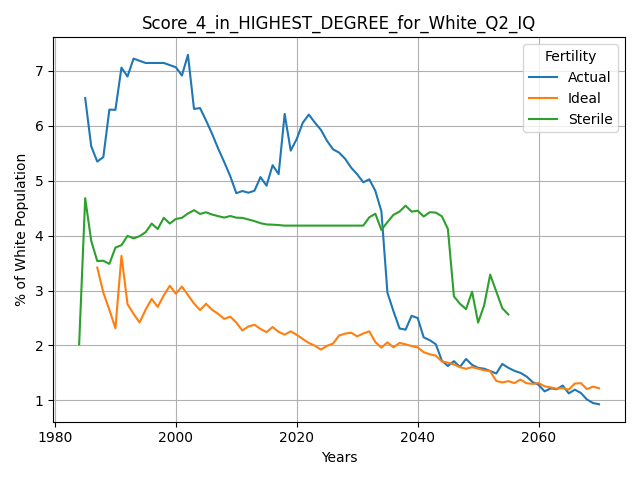 Score_4_in_HIGHEST_DEGREE_for_White_Q2_IQ
Fertility
Actual
Ideal
Sterile
% of White Population
7
6
5
4
3
2
1
1980
2000
2020
2040
2060
Years